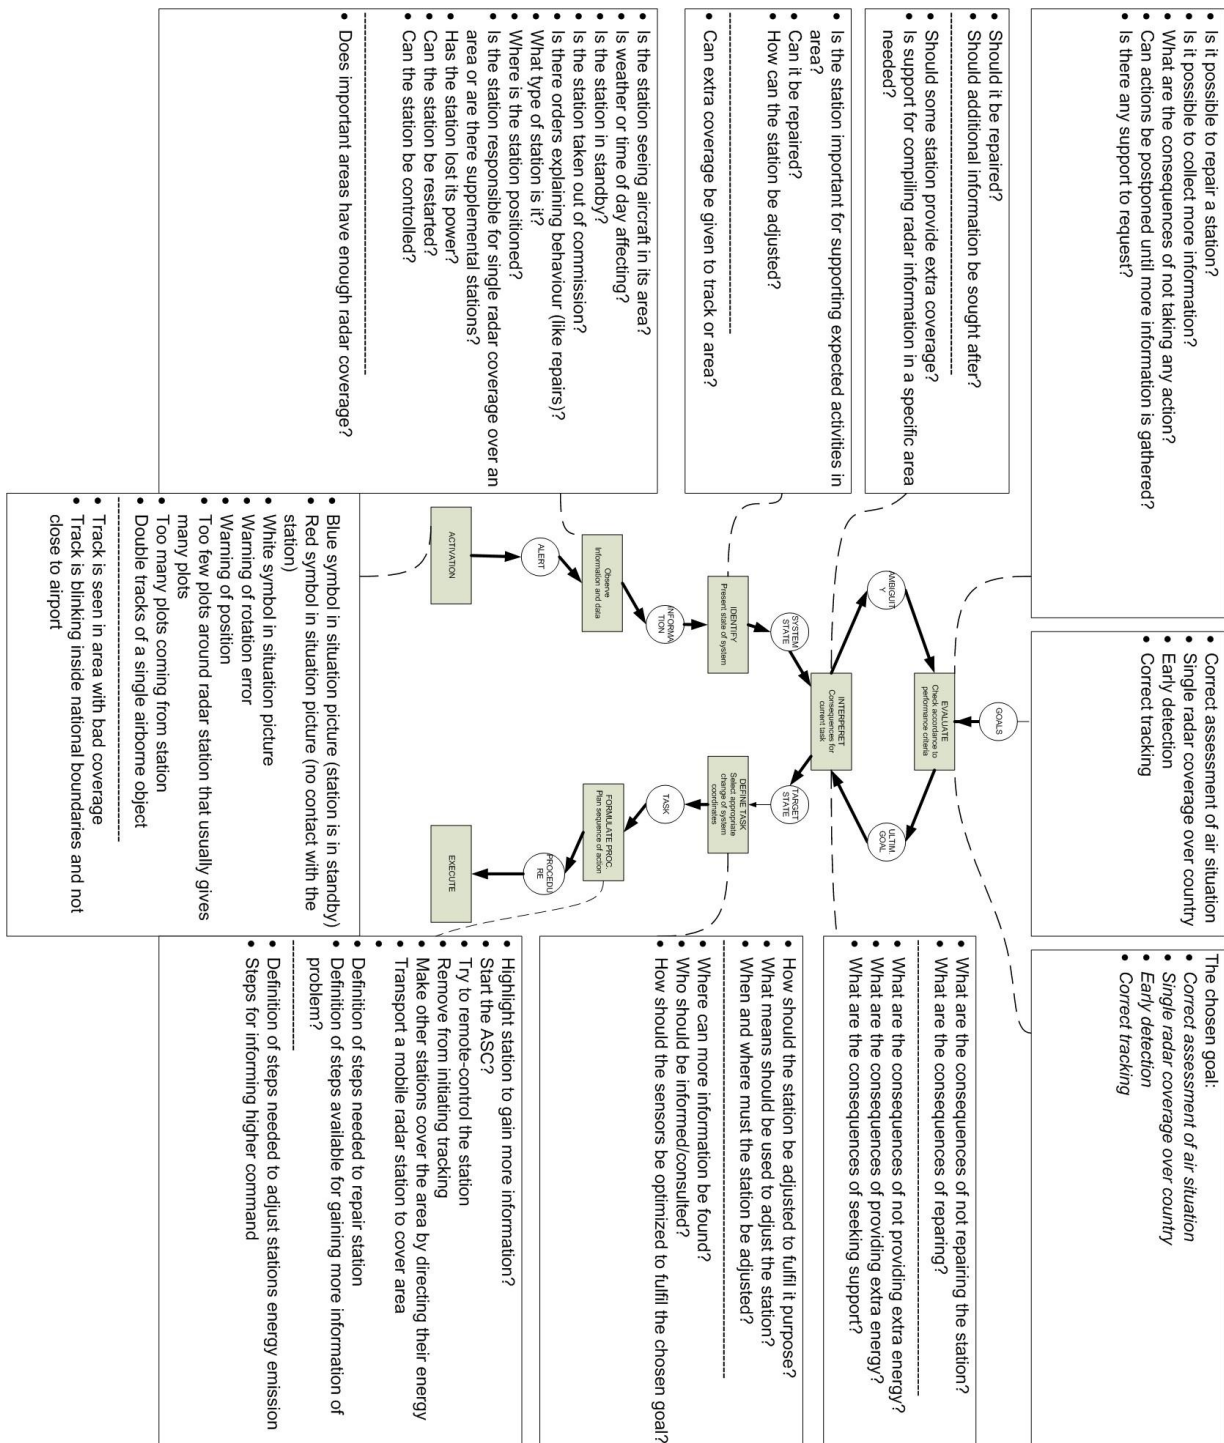 • Is it possible to repair a station?
• Is it possible to collect more information?
• What are the consequences of not taking any action?
• Can actions be postponed until more information is gathered?
• Is there any support to request?
• Correct assessment of air situation
• Single radar coverage over country
• Early detection
• Correct tracking
The chosen goal:
• Correct assessment of air situation
• Single radar coverage over country
• Early detection
• Correct tracking
• Should it be repaired?
• Should additional information be sought after?
• Should some station provide extra coverage?
• Is support for compiling radar information in a specific area
needed?
• Is the station important for supporting expected activities in
area?
• Can it be repaired?
• How can the station be adjusted?
• Can extra coverage be given to track or area?
• Is the station seeing aircraft in its area?
• Is weather or time of day affecting?
• Is the station in standby?
• Is the station taken out of commission?
• Is there orders explaining behaviour (like repairs)?
• What type of station is it?
• Where is the station positioned?
• Is the station responsible for single radar coverage over an
area or are there supplemental stations?
• Has the station lost its power?
• Can the station be restarted?
• Can the station be controlled?
• Does important areas have enough radar coverage?
GOALS
EVALUATE
Check accordance to
performance criteria
AMBIGUIT
Y
ULTIM.
GOAL
INTERPERET
Consequences for
current task
SYSTEM
STATE
TARGET
STATE
IDENTIFY
Present state of system
DEFINE TASK
Select appropriate
change of system
coordinates
INFORMA
TION
TASK
Observe
Information and data
FORMULATE PROC.
Plan sequence of action
ALERT
PROCEDU
RE
ACTIVATION
EXECUTE
• What are the consequences of not repairing the station?
• What are the consequences of repairing?
• What are the consequences of not providing extra energy?
• What are the consequences of providing extra energy?
• What are the consequences of seeking support?
• How should the station be adjusted to fulfil it purpose?
• What means should be used to adjust the station?
• When and where must the station be adjusted?
• Where can more information be found?
• Who should be informed/consulted?
• How should the sensors be optimized to fulfil the chosen goal?
• Highlight station to gain more information?
• Start the ASC?
• Try to remote-control the station
• Remove from initiating tracking
• Make other stations cover the area by directing their energy
• Transport a mobile radar station to cover area
•
• Definition of steps needed to repair station
• Definition of steps available for gaining more information of
problem?
• Definition of steps needed to adjust stations energy emission
• Steps for informing higher command
• Blue symbol in situation picture (station is in standby)
• Red symbol in situation picture (no contact with the
station)
• White symbol in situation picture
• Warning of rotation error
• Warning of position
• Too few plots around radar station that usually gives
many plots
• Too many plots coming from station
• Double tracks of a single airborne object
• Track is seen in area with bad coverage
• Track is blinking inside national boundaries and not
close to airport